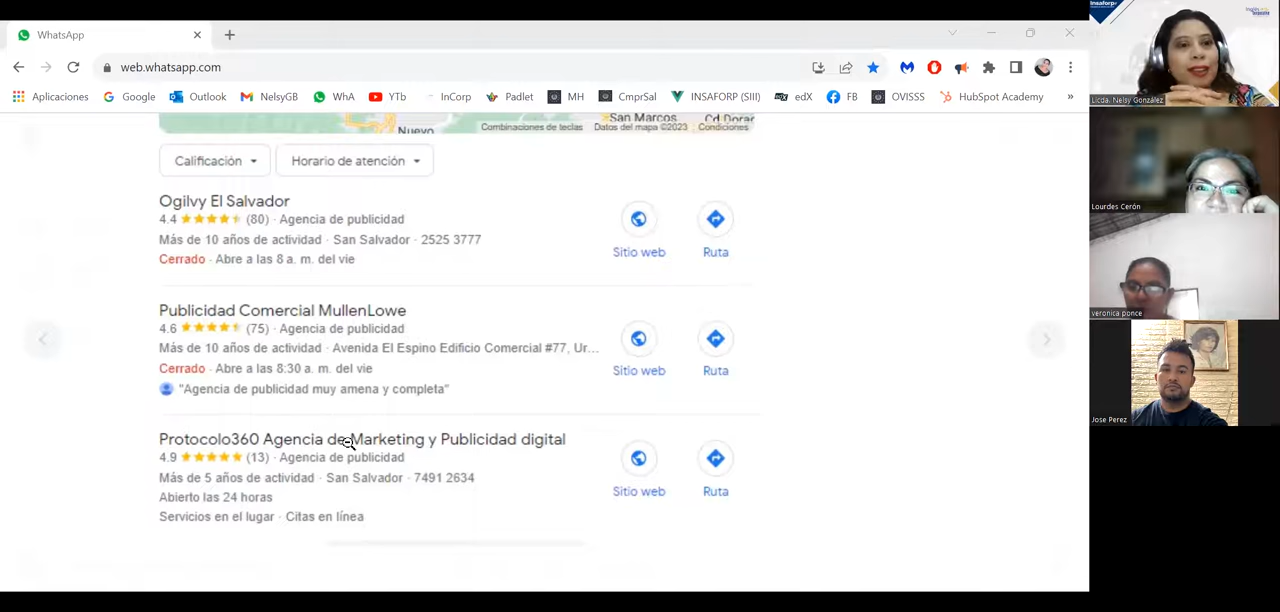 WhatsApp
web.whatsapp.com
Aplicaciones Google Outlook NelsyGB WhA YTb InCorp Padlet MH CmprSal INSAFORP (SIII) edX FB OVISSS HubSpot Academy »
Nuevo
San Marcos
Combinaciones de teclas Datos del mapa ©2023 Condiciones
Calificación Horario de atención
Ogilvy El Salvador
4.4 (80) · Agencia de publicidad
Más de 10 años de actividad · San Salvador · 2525 3777
Cerrado · Abre a las 8 a. m. del vie
Sitio web Ruta
Publicidad Comercial MullenLowe
4.6 (75) · Agencia de publicidad
Más de 10 años de actividad · Avenida El Espino Edificio Comercial #77, Ur...
Cerrado · Abre a las 8:30 a. m. del vie
"Agencia de publicidad muy amena y completa"
Sitio web Ruta
Protocolo360 Agencia de Marketing y Publicidad digital
4.9 (13) · Agencia de publicidad
Más de 5 años de actividad · San Salvador · 7491 2634
Abierto las 24 horas
Servicios en el lugar · Citas en línea
Sitio web Ruta
Insaforp
Licda. Nelsy González
Lourdes Cerón
veronica ponce
Jose Perez